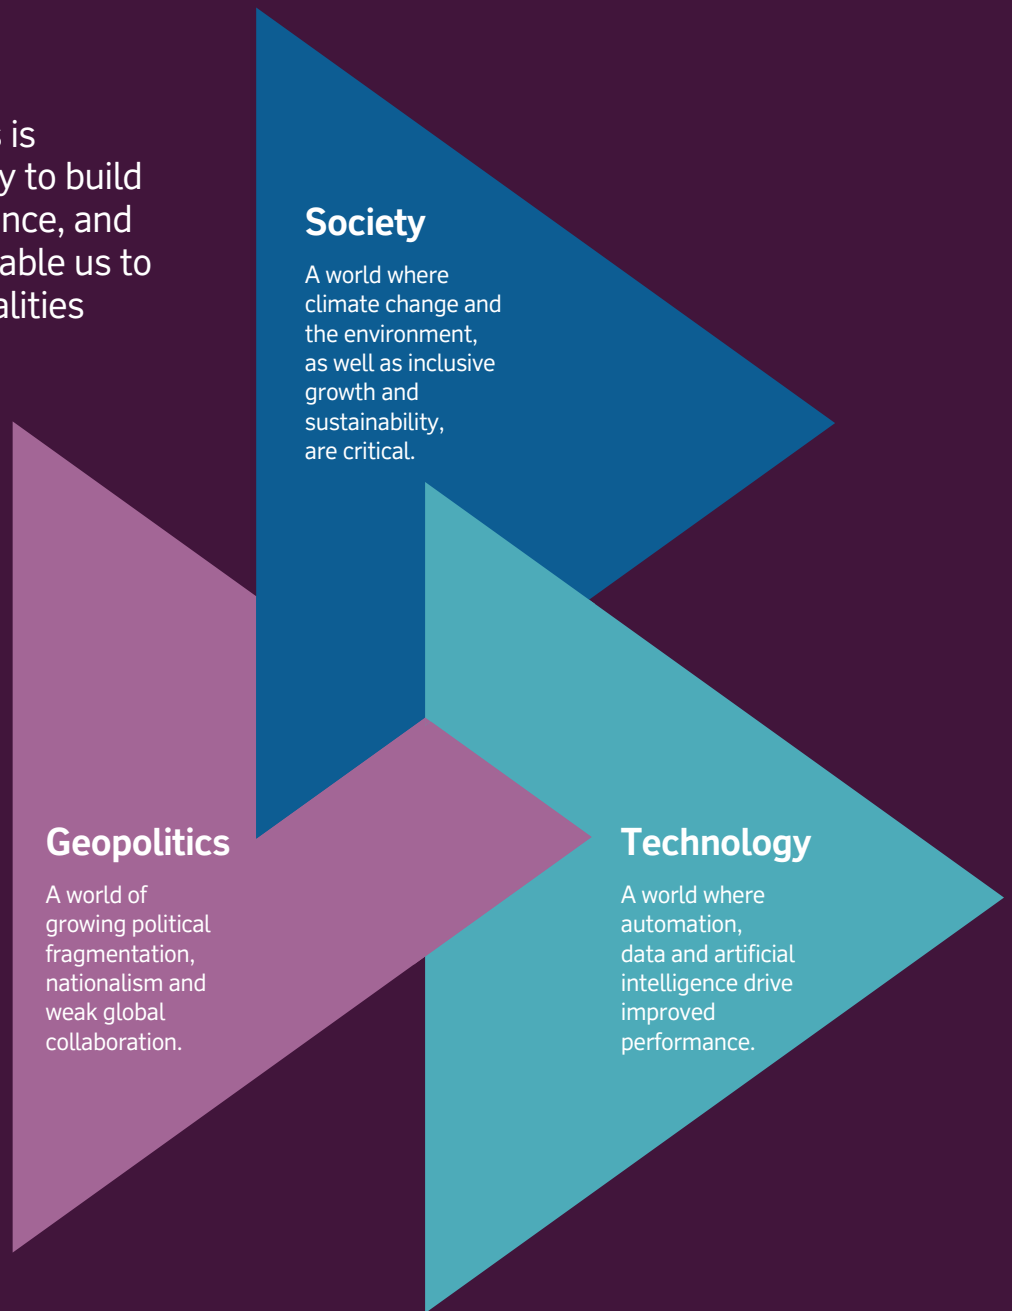 is
y to build
nce, and
able us to
alities
Society
A world where
climate change and
the environment,
as well as inclusive
growth and
sustainability,
are critical.
Geopolitics
A world of
growing political
fragmentation,
nationalism and
weak global
collaboration.
Technology
A world where
automation,
data and artificial
intelligence drive
improved
performance.